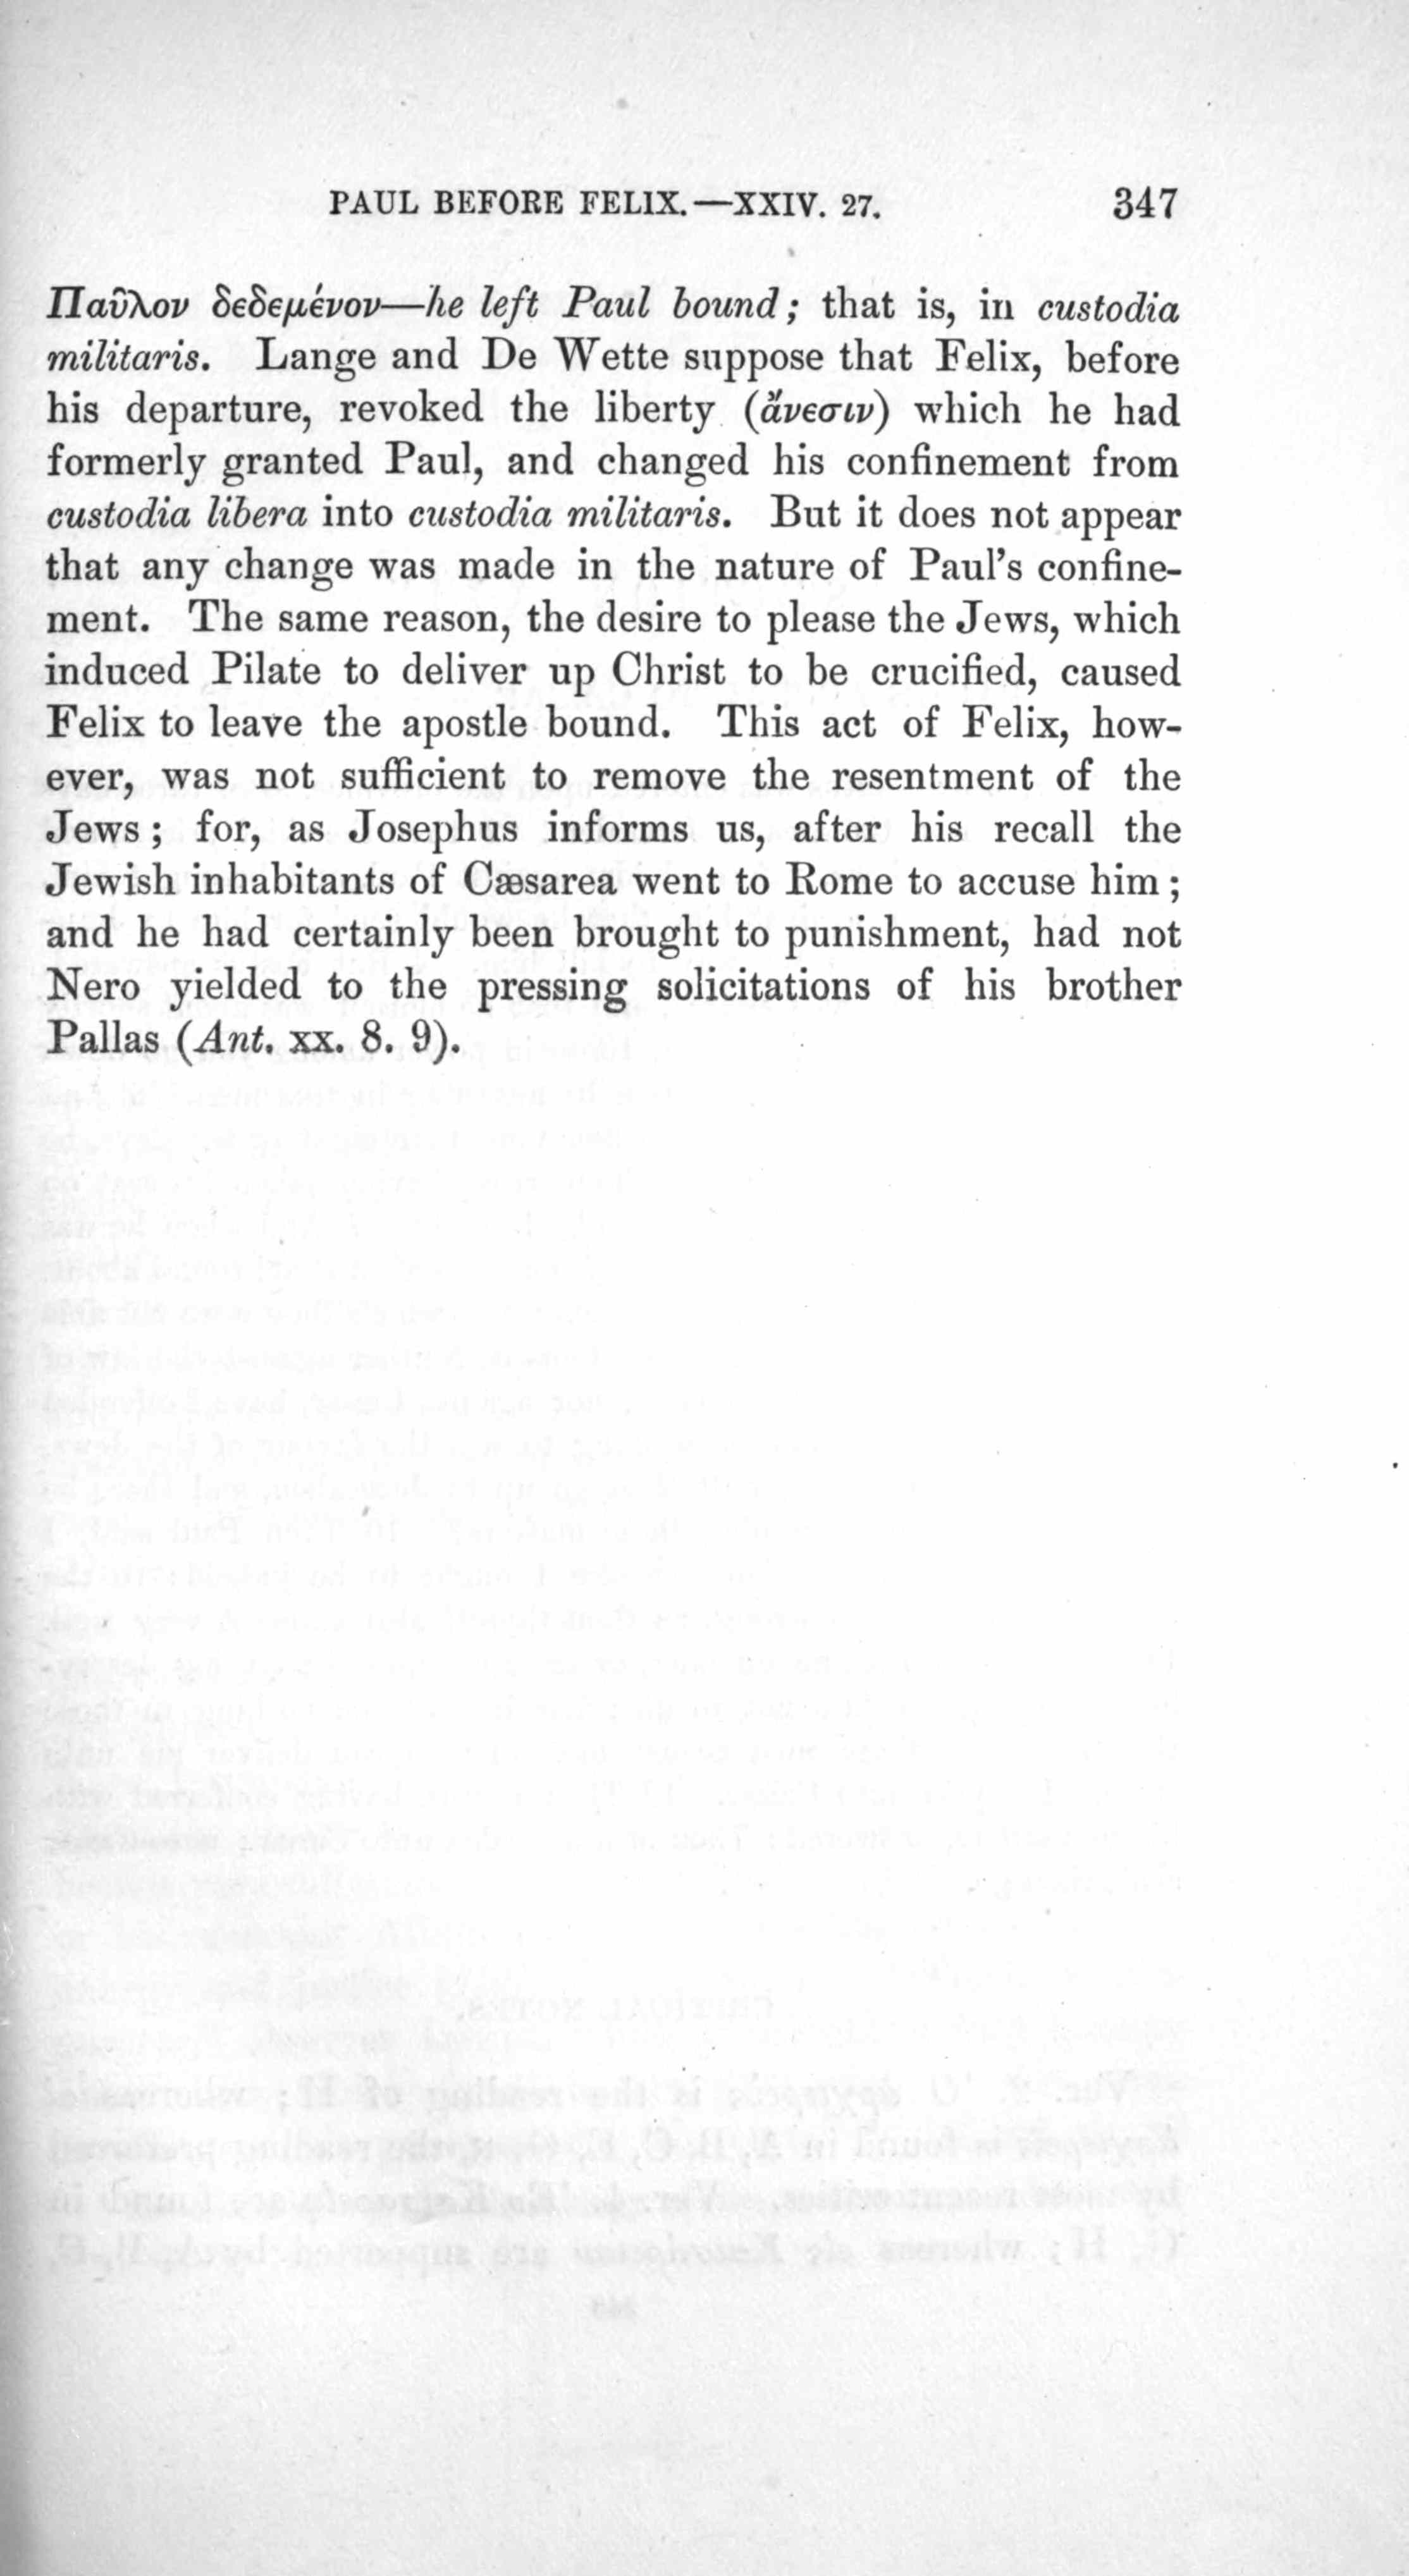 PAUL BEFORE FELIX.—XXIV. 27. 347
Παῦλον δεδεμένον—he left Paul bound; that is, in custodia
militaris. Lange and De Wette suppose that Felix, before
his departure, revoked the liberty (ἄνεσιν) which he had
formerly granted Paul, and changed his confinement from
custodia libera into custodia militaris. But it does not appear
that any change was made in the nature of Paul's confine-
ment. The same reason, the desire to please the Jews, which
induced Pilate to deliver up Christ to be crucified, caused
Felix to leave the apostle bound. This act of Felix, how-
ever, was not sufficient to remove the resentment of the
Jews; for, as Josephus informs us, after his recall the
Jewish inhabitants of Cæsarea went to Rome to accuse him;
and he had certainly been brought to punishment, had not
Nero yielded to the pressing solicitations of his brother
Pallas (Ant. xx. 8. 9).